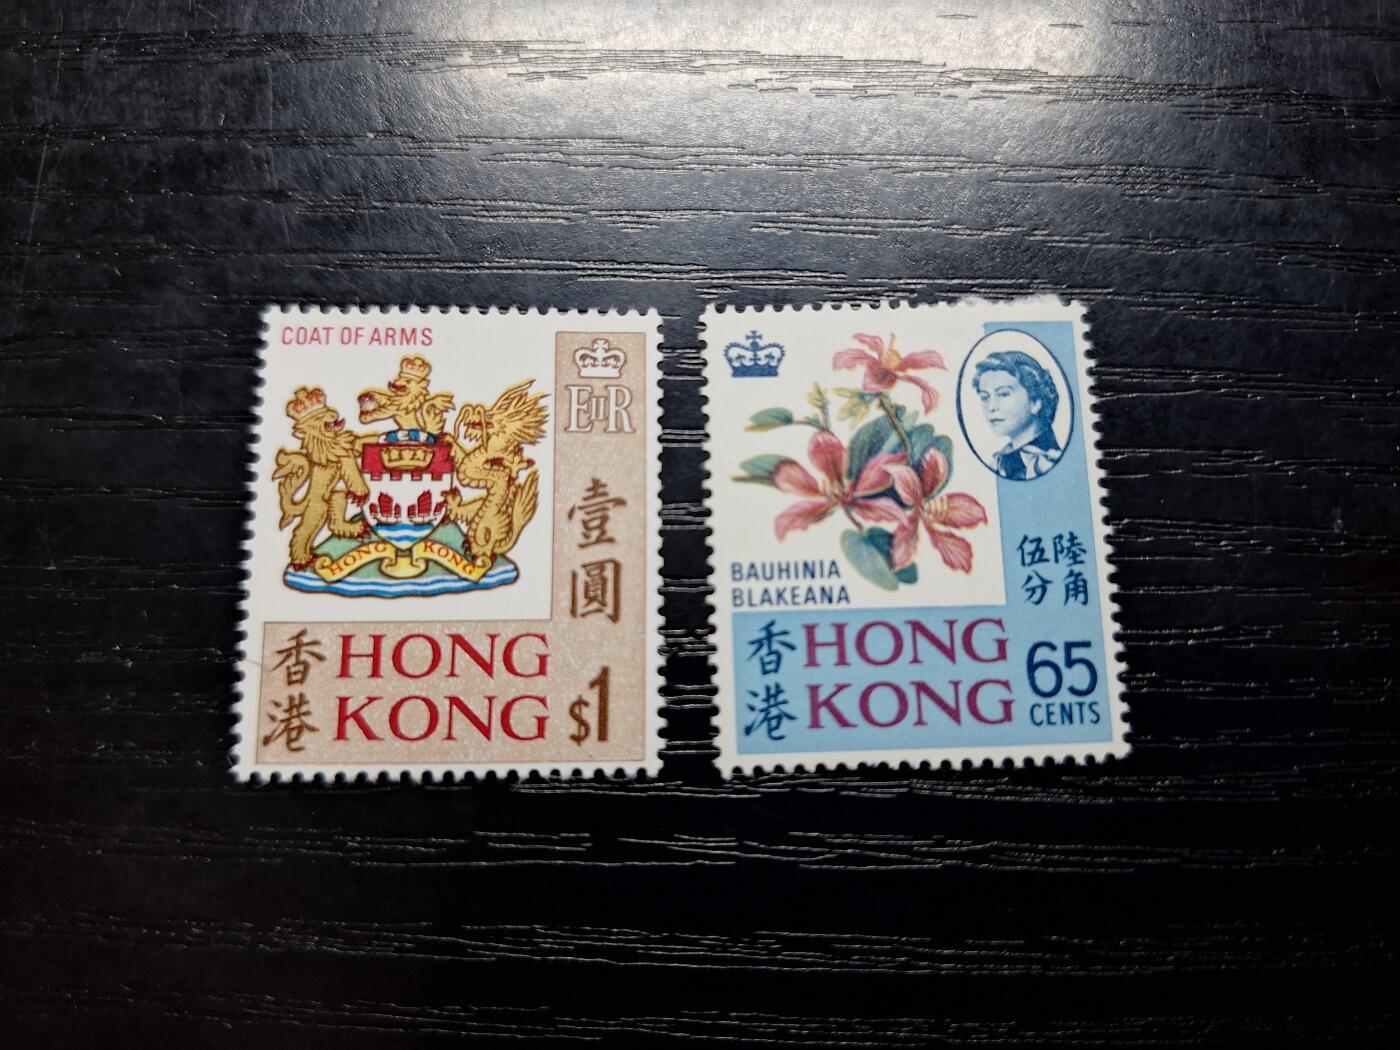 COAT OF ARMS
EIIR
壹圓
HONG KONG
香港
HONG
KONG
$1
BAUHINIA
BLAKEANA
陸角
伍分
香港
HONG
KONG
65
CENTS